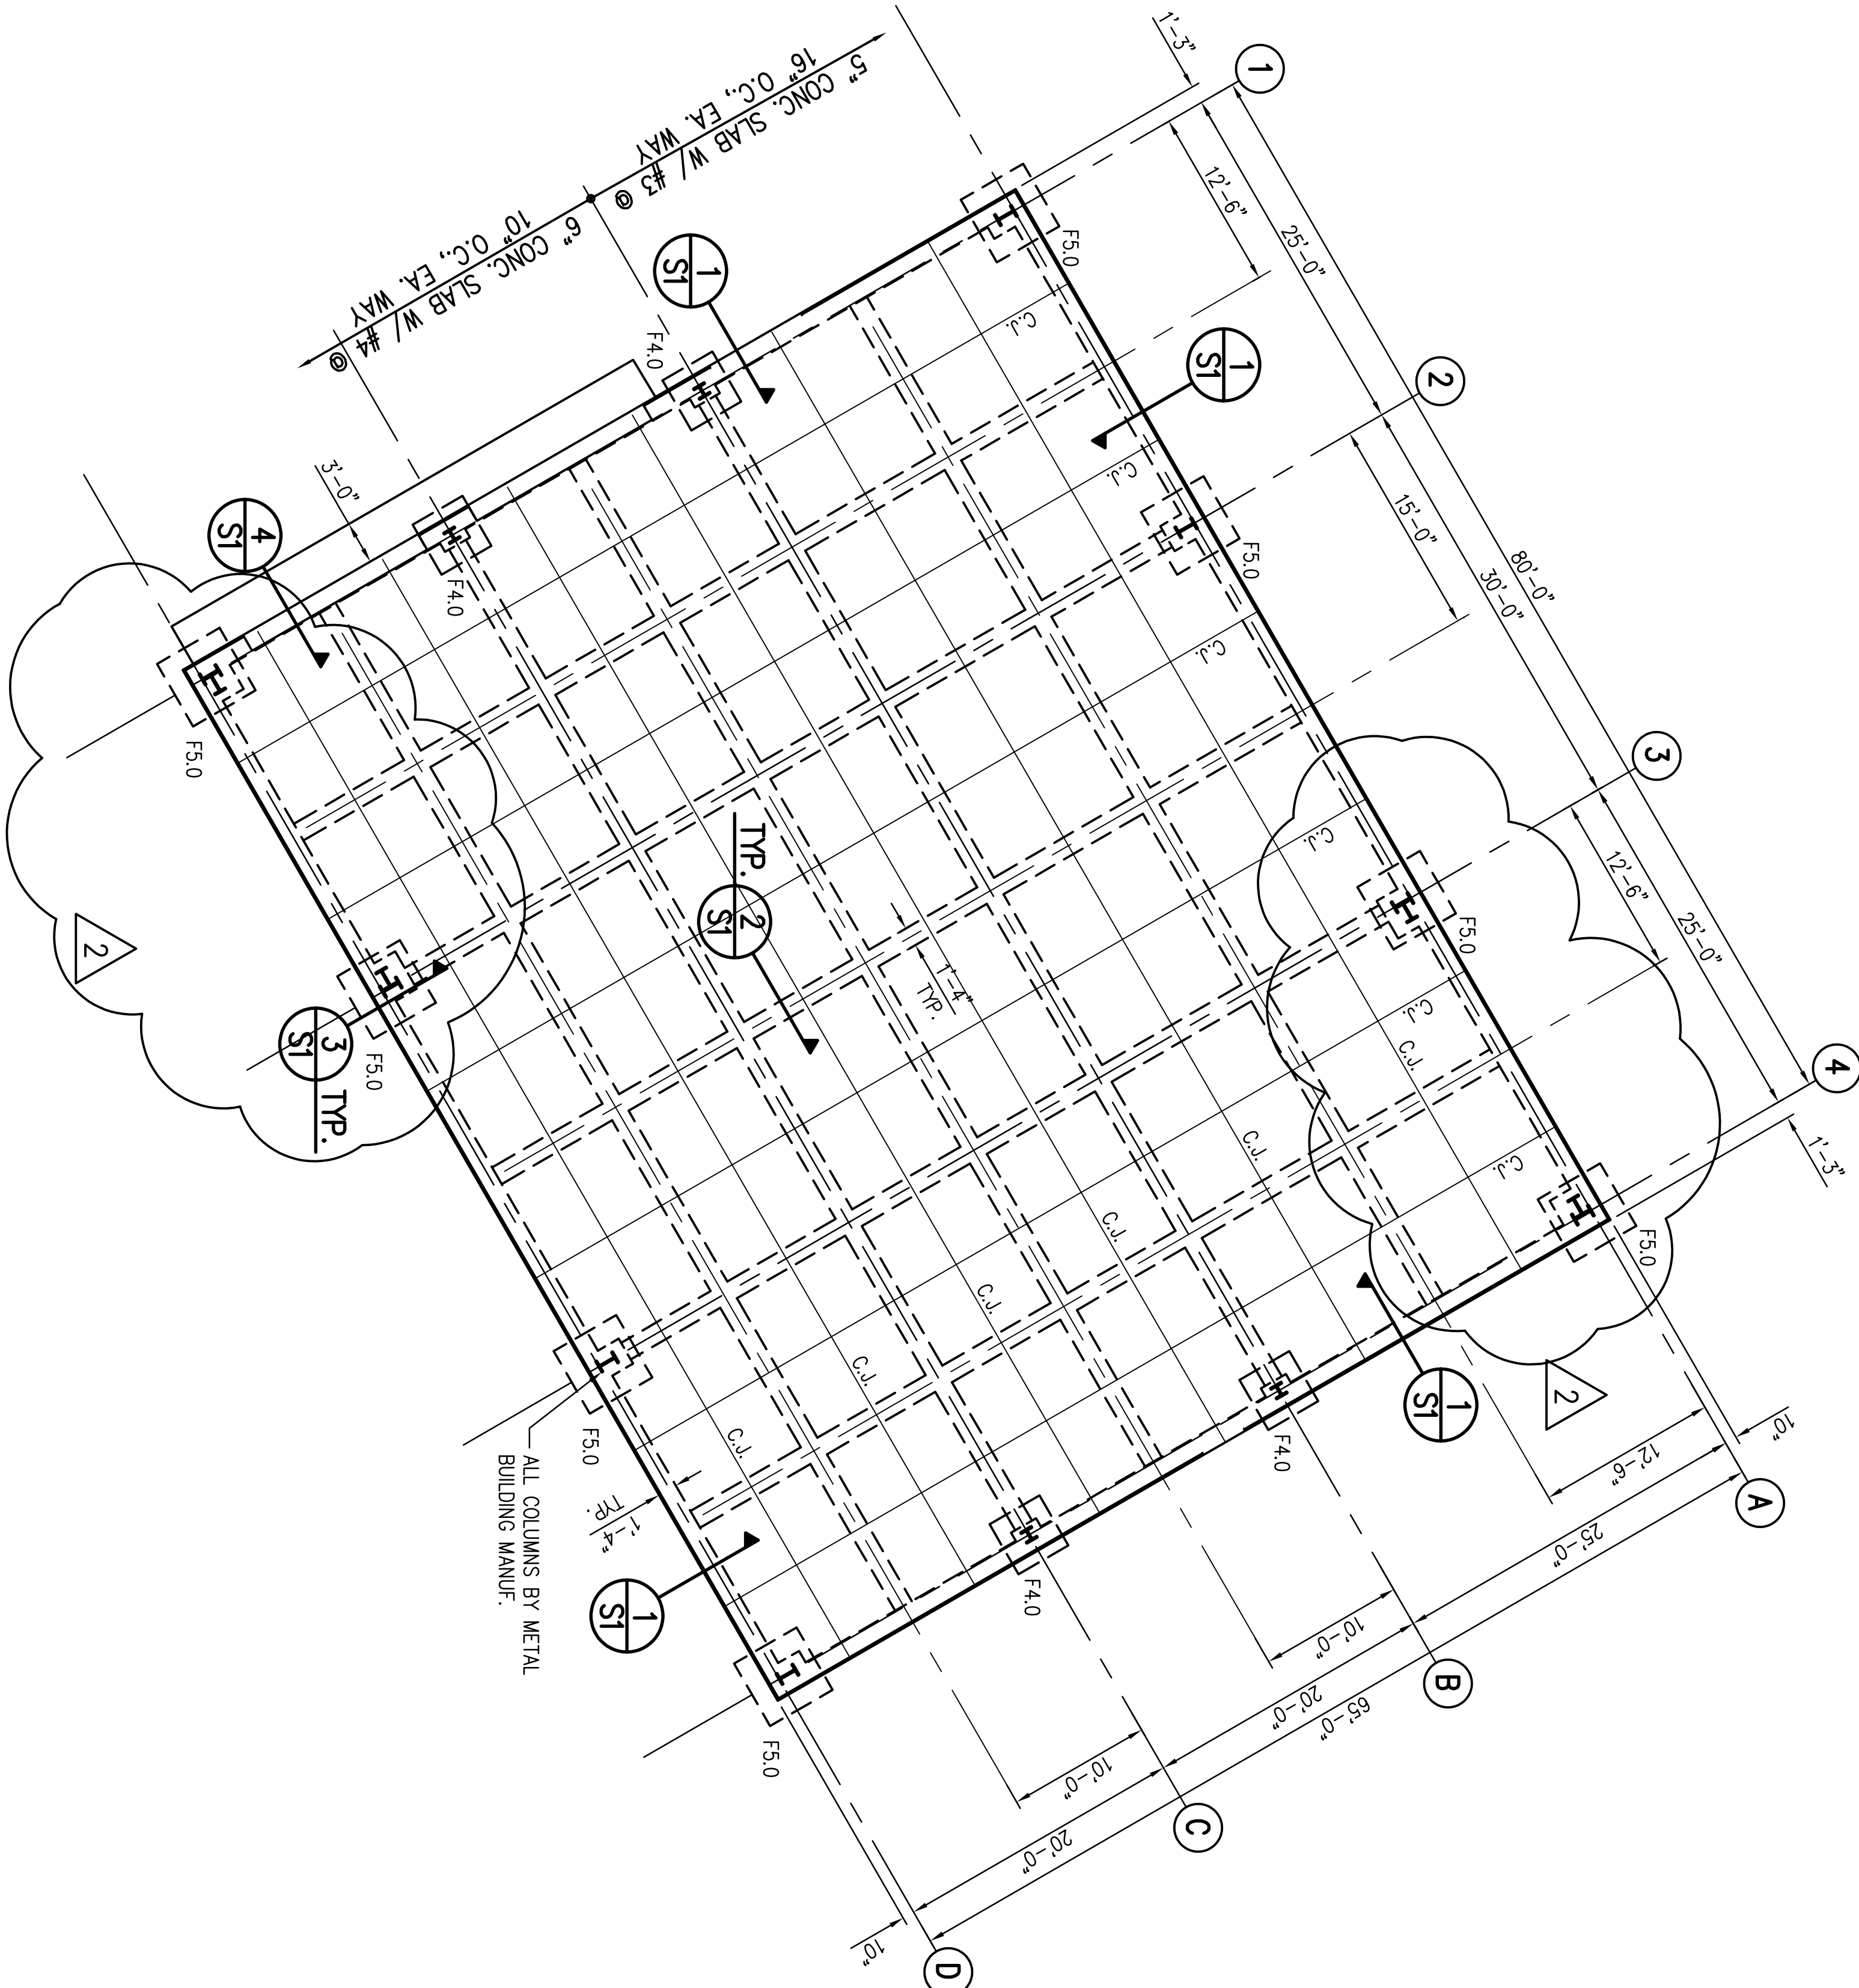 1
2
3
4
1'-3"
12'-6"
25'-0"
15'-0"
30'-0"
80'-0"
12'-6"
25'-0"
1'-3"
A
B
C
D
10"
12'-6"
25'-0"
10'-0"
20'-0"
65'-0"
10'-0"
20'-0"
10"
5" CONC. SLAB W/ #3 @
16" O.C., EA. WAY
6" CONC. SLAB W/ #4 @
10" O.C., EA. WAY
F5.0
F5.0
F5.0
F5.0
F4.0
F4.0
F4.0
F4.0
F5.0
F5.0
F5.0
F5.0
1
S1
1
S1
1
S1
1
S1
4
S1
TYP.
2
S1
3
S1
TYP.
3'-0"
1'-4"
TYP.
1'-4"
TYP.
C.J.
C.J.
C.J.
C.J.
C.J.
C.J.
C.J.
C.J.
C.J.
C.J.
C.J.
C.J.
2
2
ALL COLUMNS BY METAL
BUILDING MANUF.